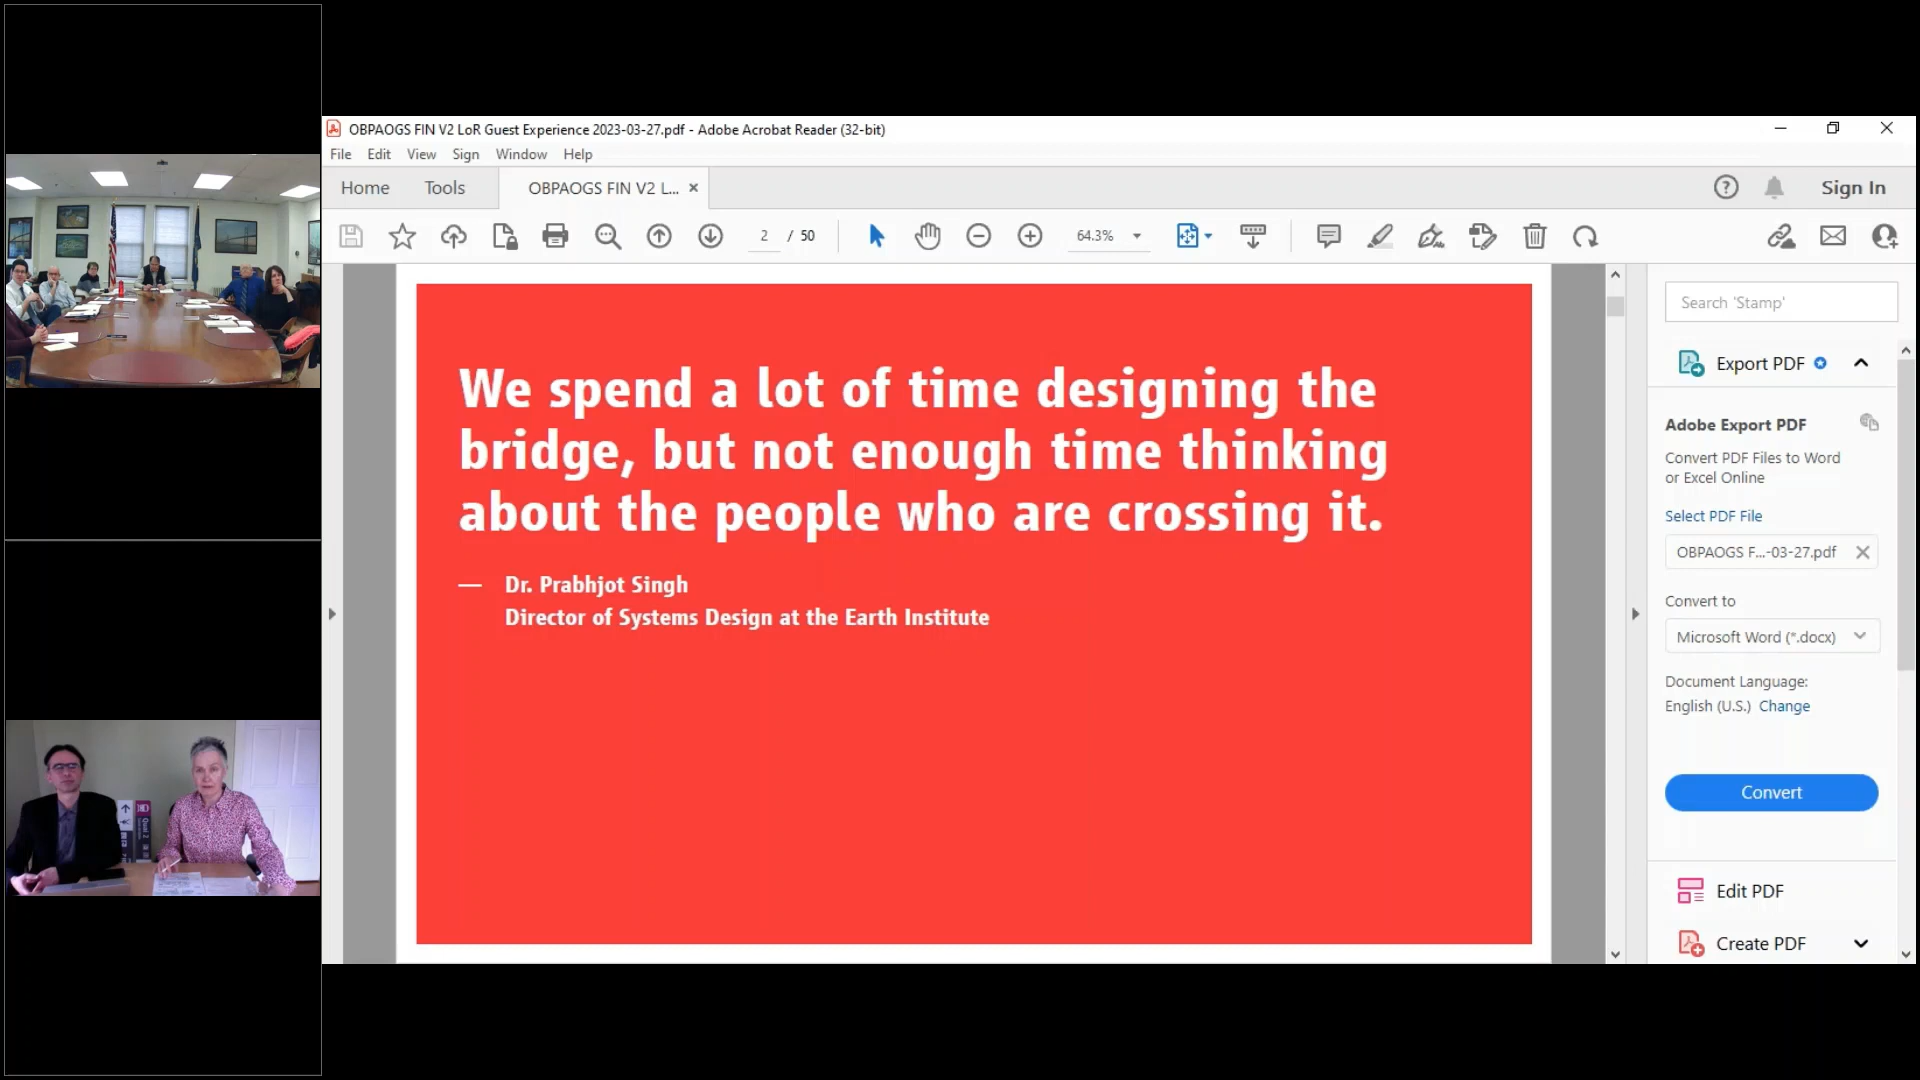 OBPAOGS FIN V2 LoR Guest Experience 2023-03-27.pdf - Adobe Acrobat Reader (32-bit)
File Edit View Sign Window Help
Home Tools OBPAOGS FIN V2 L... Sign In
2 / 50 64.3%
We spend a lot of time designing the
bridge, but not enough time thinking
about the people who are crossing it.
— Dr. Prabhjot Singh
Director of Systems Design at the Earth Institute
Search 'Stamp'
Export PDF
Adobe Export PDF
Convert PDF Files to Word
or Excel Online
Select PDF File
OBPAOGS F...-03-27.pdf
Convert to
Microsoft Word (*.docx)
Document Language:
English (U.S.) Change
Convert
Edit PDF
Create PDF